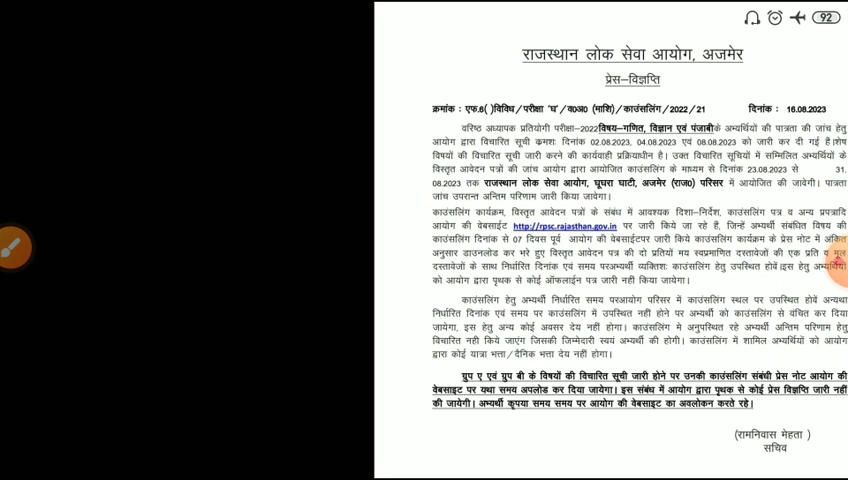 92
राजस्थान लोक सेवा आयोग, अजमेर
प्रेस–विज्ञप्ति
क्रमांक : एफ.6( )विविध/परीक्षा 'घ'/व0अ0 (माशि)/काउंसलिंग/2022/21 दिनांक : 16.08.2023
वरिष्ठ अध्यापक प्रतियोगी परीक्षा-2022विषय–गणित, विज्ञान एवं पंजाबीके अभ्यर्थियों की पात्रता की जांच हेतु
आयोग द्वारा विचारित सूची क्रमशः दिनांक 02.08.2023, 04.08.2023 एवं 08.08.2023 को जारी कर दी गई हैं।शेष
विषयों की विचारित सूची जारी करने की कार्यवाही प्रक्रियाधीन है। उक्त विचारित सूचियों में सम्मिलित अभ्यर्थियों के
विस्तृत आवेदन पत्रों की जांच आयोग द्वारा आयोजित काउंसलिंग के माध्यम से दिनांक 23.08.2023 से 31.
08.2023 तक राजस्थान लोक सेवा आयोग, घूघरा घाटी, अजमेर (राज0) परिसर में आयोजित की जावेगी। पात्रता
जांच उपरान्त अन्तिम परिणाम जारी किया जावेगा।
काउंसलिंग कार्यक्रम, विस्तृत आवेदन पत्रों के संबंध में आवश्यक दिशा–निर्देश, काउंसलिंग पत्र व अन्य प्रपत्रादि
आयोग की वेबसाईट http://rpsc.rajasthan.gov.in पर जारी किये जा रहे हैं, जिन्हें अभ्यर्थी संबंधित विषय की
काउंसलिंग दिनांक से 07 दिवस पूर्व आयोग की वेबसाईटपर जारी किये काउंसलिंग कार्यक्रम के प्रेस नोट में अंकित
अनुसार डाउनलोड कर भरे हुए विस्तृत आवेदन पत्र की दो प्रतियों मय स्वप्रमाणित दस्तावेजों की एक प्रति व मूल
दस्तावेजों के साथ निर्धारित दिनांक एवं समय परअभ्यर्थी व्यक्तिशः काउंसलिंग हेतु उपस्थित होवें।इस हेतु अभ्यर्थियों
को आयोग द्वारा पृथक से कोई ऑफलाईन पत्र जारी नही किया जायेगा।
काउंसलिंग हेतु अभ्यर्थी निर्धारित समय परआयोग परिसर में काउंसलिंग स्थल पर उपस्थित होवें अन्यथा
निर्धारित दिनांक एवं समय पर काउंसलिंग में उपस्थित नहीं होने पर अभ्यर्थी को काउंसलिंग से वंचित कर दिया
जायेगा, इस हेतु अन्य कोई अवसर देय नहीं होगा। काउंसलिंग मे अनुपस्थित रहे अभ्यर्थी अन्तिम परिणाम हेतु
विचारित नही किये जाएंग जिसकी जिम्मेदारी स्वयं अभ्यर्थी की होगी। काउंसलिंग में शामिल अभ्यर्थियों को आयोग
द्वारा कोई यात्रा भत्ता/दैनिक भत्ता देय नहीं होगा।
ग्रुप ए एवं ग्रुप बी के विषयों की विचारित सूची जारी होने पर उनकी काउंसलिंग संबंधी प्रेस नोट आयोग की
वेबसाइट पर यथा समय अपलोड कर दिया जायेगा। इस संबंध में आयोग द्वारा पृथक से कोई प्रेस विज्ञप्ति जारी नहीं
की जायेगी। अभ्यर्थी कृपया समय समय पर आयोग की वेबसाइट का अवलोकन करते रहे।
(रामनिवास मेहता )
सचिव